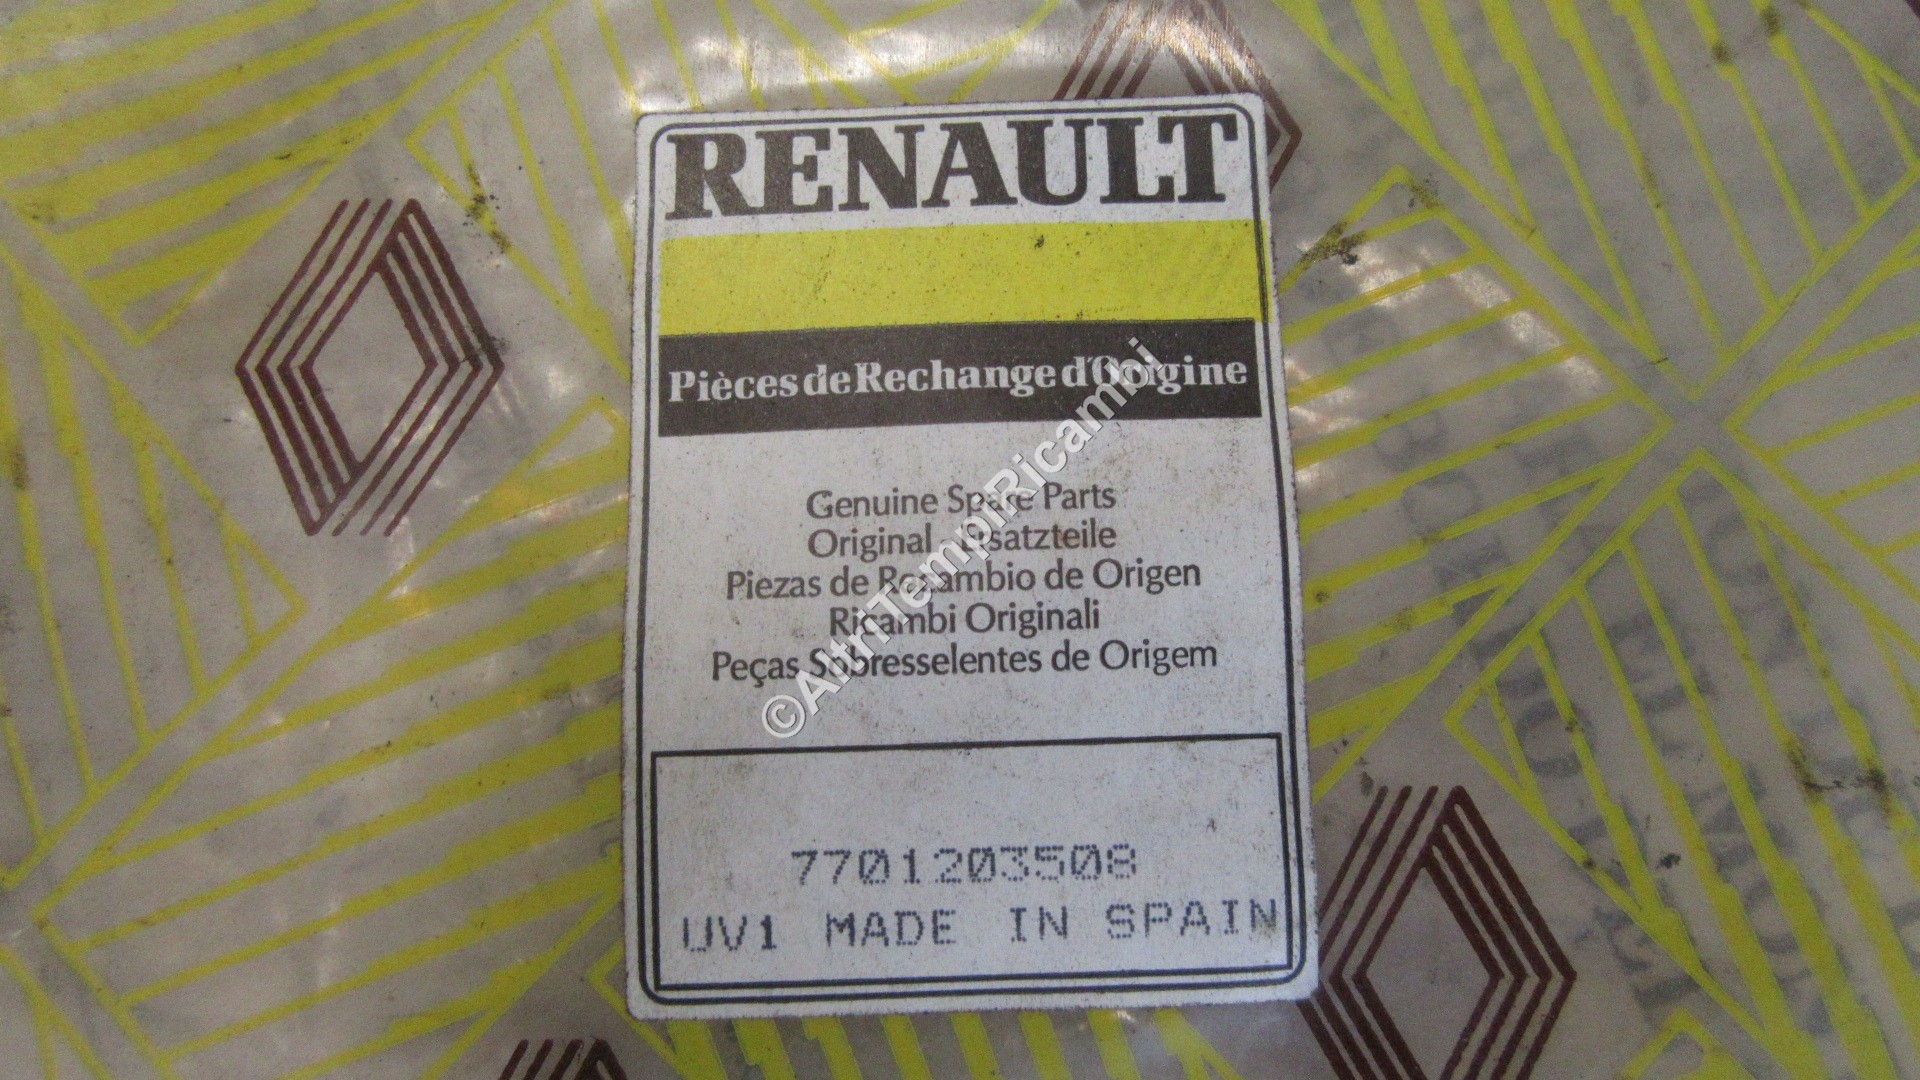 RENAULT
Pièces de Rechange d'Origine
Genuine Spare Parts
Original Ersatzteile
Piezas de Recambio de Origen
Ricambi Originali
Peças Sobresselentes de Origem
©AltriTempiRicambi
7701203508
UV1 MADE IN SPAIN